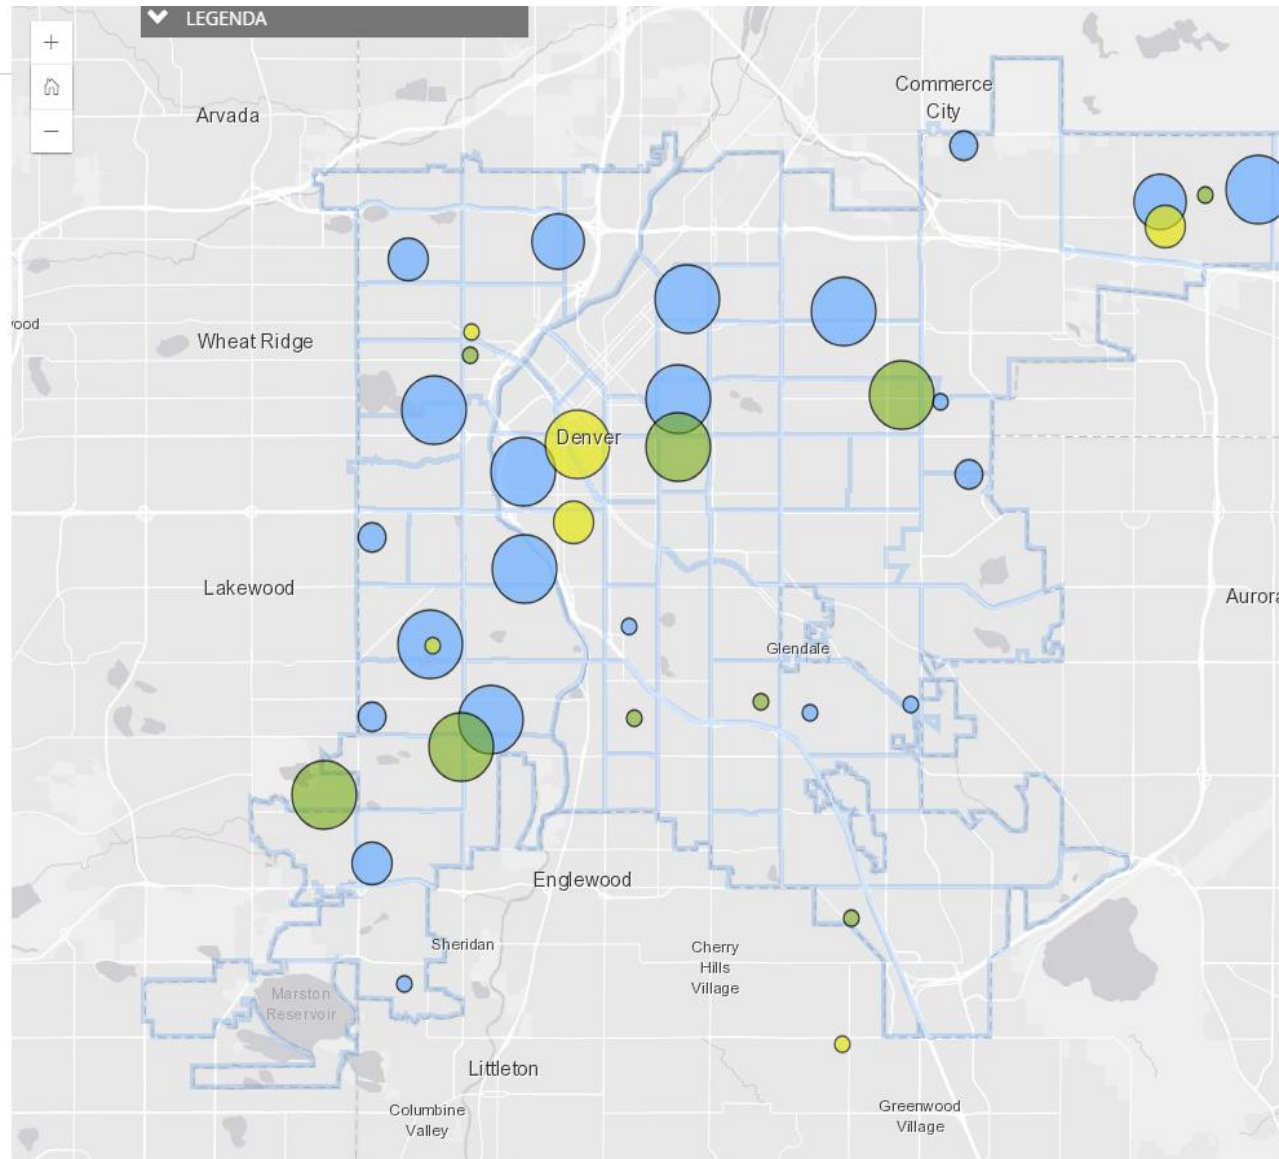 LEGENDA
Commerce
City
Arvada
ood
Wheat Ridge
Denver
Lakewood
Aurora
Glendale
Englewood
Sheridan
Cherry
Hills
Village
Marston
Reservoir
Littleton
Columbine
Valley
Greenwood
Village